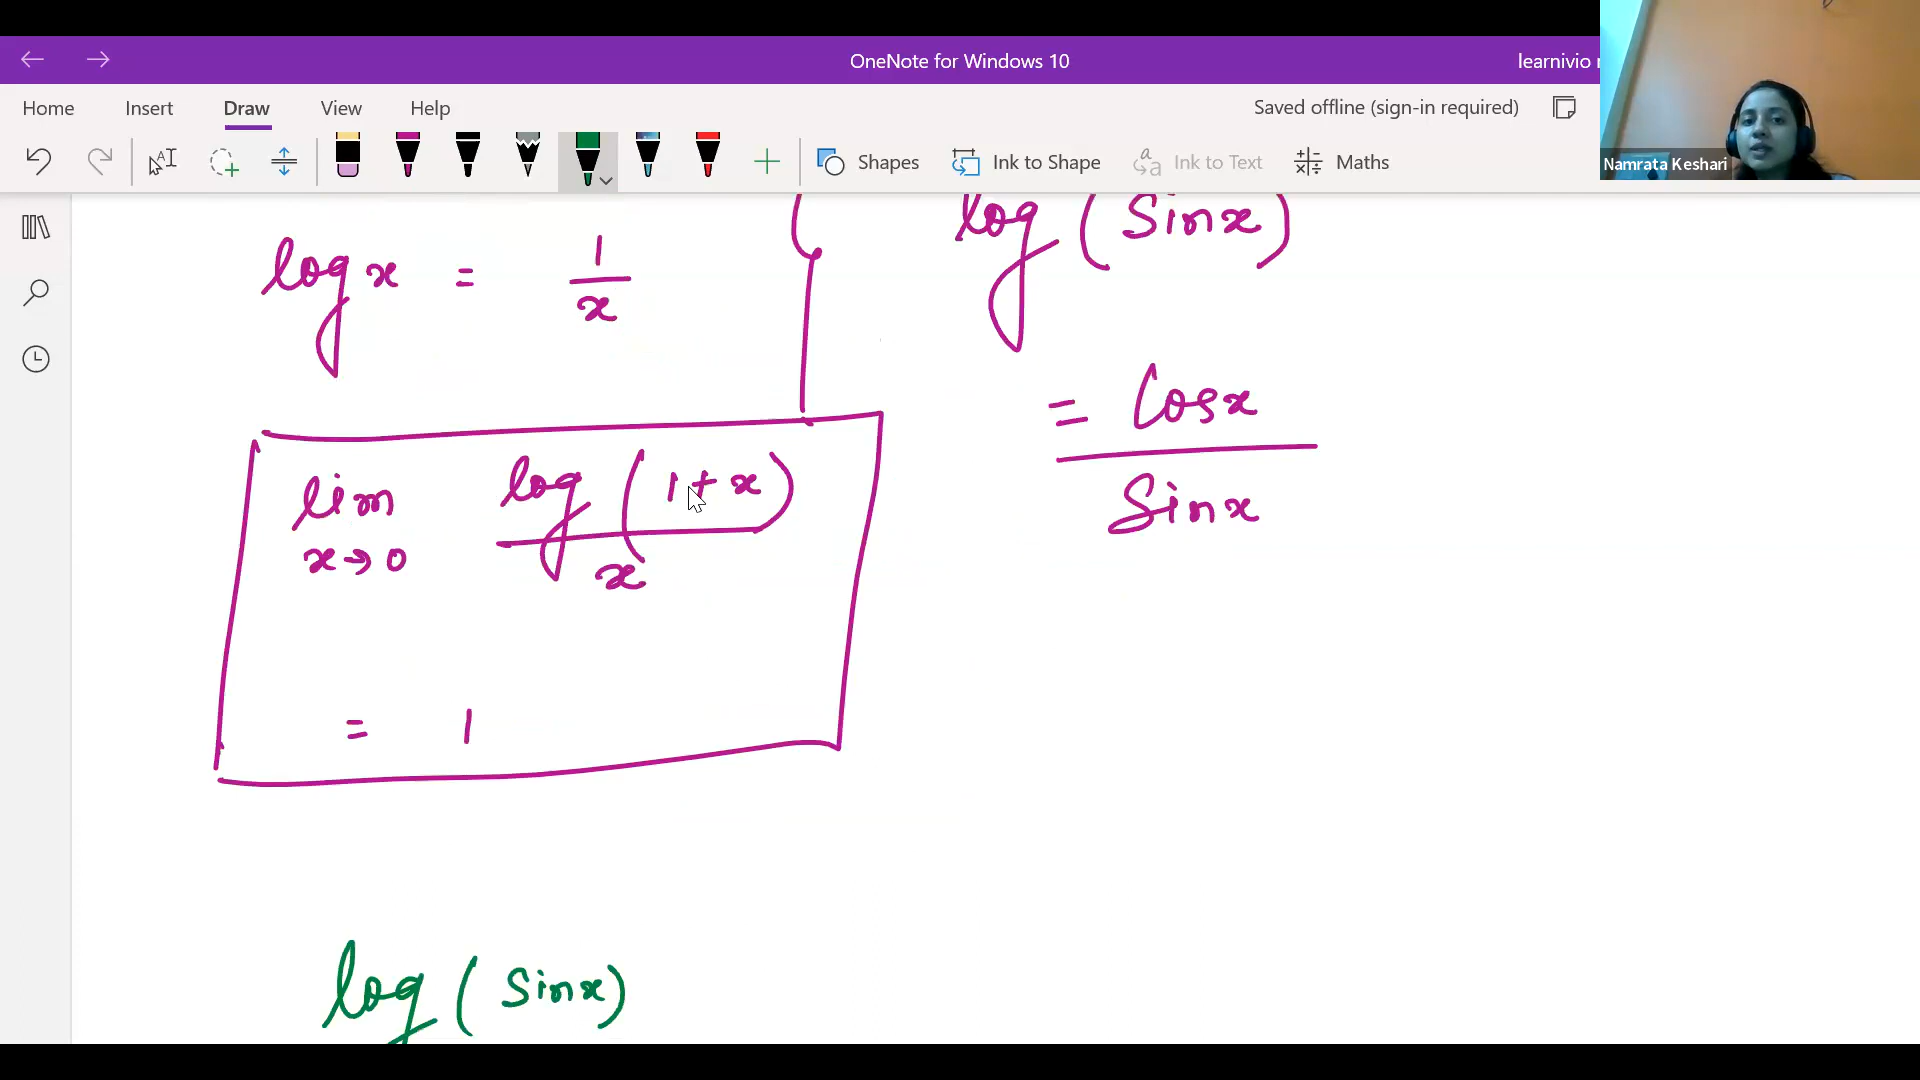 OneNote for Windows 10
learnivio
Home Insert Draw View Help
Saved offline (sign-in required)
Namrata Keshari
Shapes Ink to Shape Ink to Text Maths
log x = 1/x
log (Sinx)
= Cosx / Sinx
lim x→0 log (1+x) / x
= 1
log (Sinx)